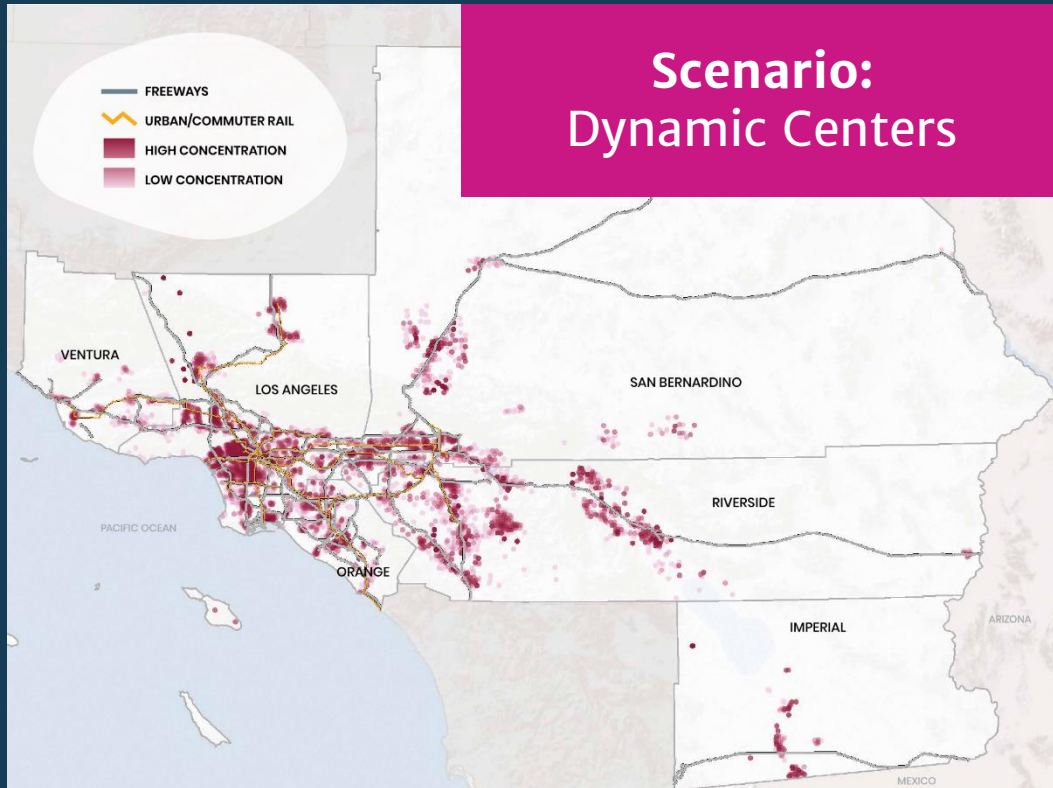 Scenario:
Dynamic Centers
FREEWAYS
URBAN/COMMUTER RAIL
HIGH CONCENTRATION
LOW CONCENTRATION
VENTURA
LOS ANGELES
SAN BERNARDINO
RIVERSIDE
PACIFIC OCEAN
ORANGE
IMPERIAL
ARIZONA
MEXICO